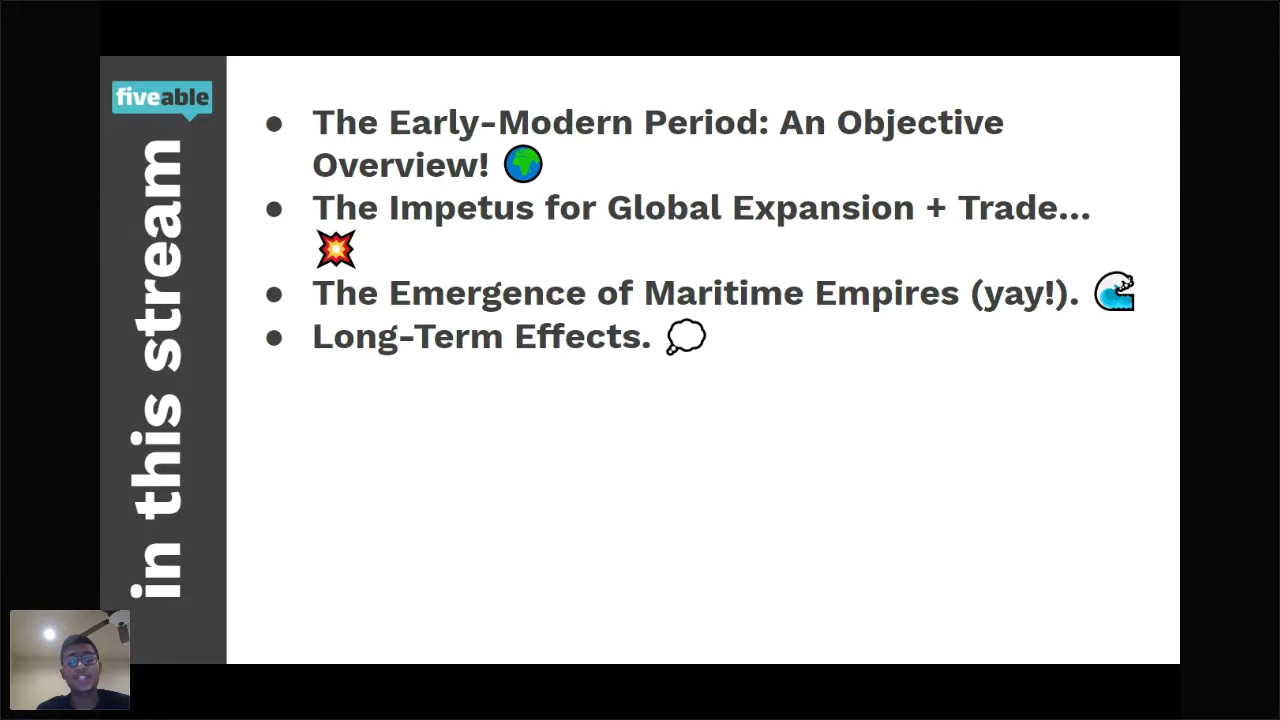 fiveable
in this stream
● The Early-Modern Period: An Objective
Overview! 🌍
● The Impetus for Global Expansion + Trade...
💥
● The Emergence of Maritime Empires (yay!). 🌊
● Long-Term Effects. 💭